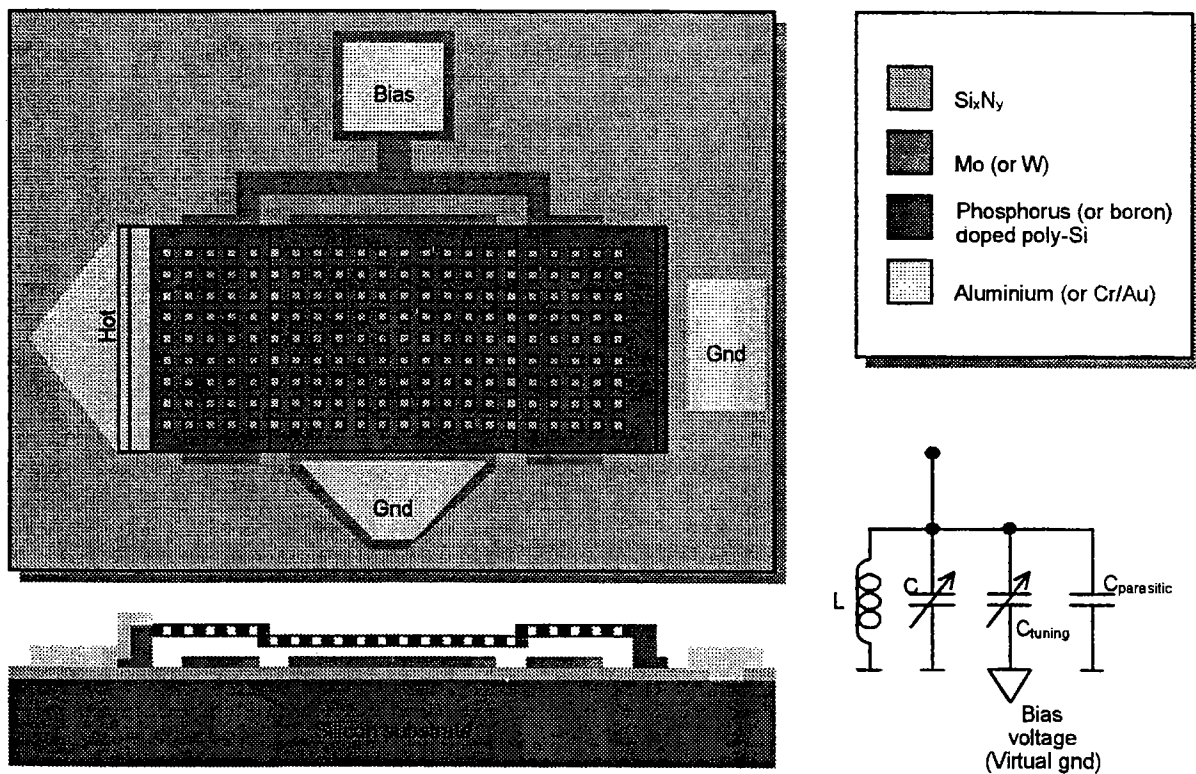 Bias
Hot
Gnd
Gnd
SixNy
Mo (or W)
Phosphorus (or boron)
doped poly-Si
Aluminium (or Cr/Au)
L
C
Ctuning
Cparasitic
Bias
voltage
(Virtual gnd)
substrate